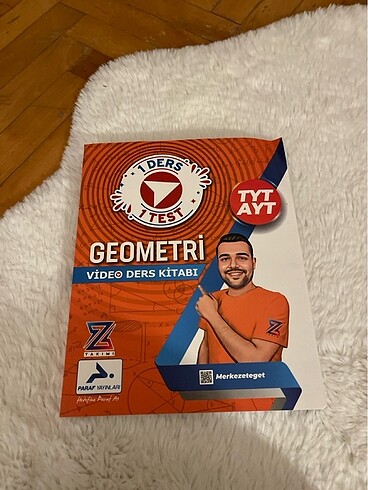 1 DERS
1 TEST
TYT
AYT
GEOMETRİ
VİDEO DERS KİTABI
Z
TAKIMI
Z
PARAF YAYINLARI
Merkezeteget